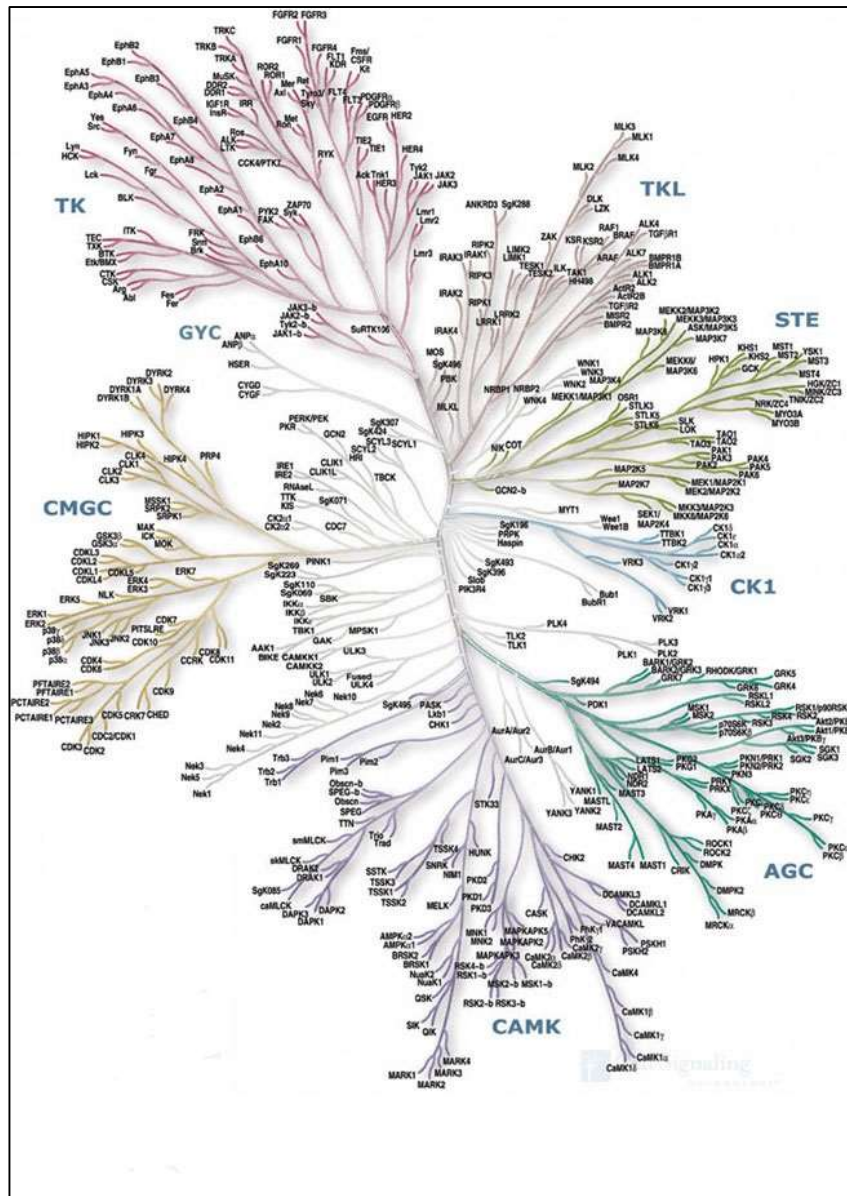 FGFR2 FGFR3
TRKC
FGFR1
EphB2
TRKB
FGFR4
Fms/
CSFR
EphB1
TRKA
FLT1
KDR
Kit
EphA5
EphB3
MuSK
ROR2
ROR1
Ret
Mer
Axl
Tyro3/
Sky
FLT4
EphA3
DDR2
DDR1
FLT3
PDGFRα
PDGFRβ
EphA4
IGF1R
IRR
InsR
EGFR
HER2
EphA6
EphB4
Met
Ron
Yes
Src
EphA7
Ros
ALK
LTK
TIE2
TIE1
HER4
Lyn
HCK
Fyn
EphA8
CCK4/PTK7
RYK
Tyk2
JAK1
JAK2
JAK3
Lck
Fgr
Ack
Tnk1
HER3
TK
BLK
EphA2
EphA1
PYK2
FAK
ZAP70
Syk
Lmr1
Lmr2
ITK
FRK
Srm
Brk
EphB6
Lmr3
TEC
TXK
BTK
Etk/BMX
EphA10
CTK
CSK
Arg
Abl
Fes
Fer
JAK3~b
JAK2~b
Tyk2~b
JAK1~b
SuRTK106
MLK3
MLK1
MLK2
MLK4
TKL
ANKRD3
SgK288
DLK
LZK
ZAK
KSR
KSR2
RAF1
BRAF
ARAF
ALK4
TGFβR1
RIPK2
IRAK1
IRAK3
LIMK2
LIMK1
TESK1
TESK2
ILK
TAK1
HH498
ALK7
BMPR1B
BMPR1A
ALK1
ALK2
RIPK3
ActR2
ActR2B
IRAK2
RIPK1
LRRK2
LRRK1
TGFβR2
MISR2
BMPR2
IRAK4
MEKK2/MAP3K2
MEKK3/MAP3K3
ASK/MAP3K5
MAP3K8
MAP3K7
STE
GYC
ANPα
ANPβ
MOS
SgK496
PBK
WNK1
WNK3
WNK2
WNK4
NRBP1
NRBP2
MAP3K4
MEKK6/
MAP3K6
KHS1
KHS2
HPK1
GCK
MST1
MST2
YSK1
MST3
MST4
HSER
MLKL
MEKK1/MAP3K1
OSR1
HGK/ZC1
MINK/ZC3
TNIK/ZC2
NRK/ZC4
CYGD
CYGF
STLK3
STLK5
STLK6
SLK
LOK
MYO3A
MYO3B
DYRK2
DYRK3
DYRK1A
DYRK1B
DYRK4
PERK/PEK
PKR
GCN2
SgK307
SgK424
SCYL3
SCYL2
SCYL1
HRI
NIK
COT
TAO1
TAO2
TAO3
PAK1
PAK3
PAK2
PAK4
PAK5
PAK6
HIPK1
HIPK2
HIPK3
HIPK4
PRP4
CLIK1
CLIK1L
TBCK
MAP2K5
MEK1/MAP2K1
MEK2/MAP2K2
CLK4
CLK1
CLK2
CLK3
IRE1
IRE2
RNAseL
GCN2~b
MAP2K7
CMGC
MSSK1
SRPK2
SRPK1
TTK
KIS
SgK071
MYT1
SEK1/
MAP2K4
MKK3/MAP2K3
MKK6/MAP2K6
MAK
ICK
MOK
CK2α1
CK2α2
CDC7
SgK196
PRPK
Haspin
Wee1
Wee1B
TTBK1
TTBK2
CK1δ
CK1ε
CK1α
CK1α2
GSK3β
GSK3α
CDKL3
CDKL2
CDKL1
CDKL4
CDKL5
ERK7
PINK1
SgK269
SgK223
SgK493
SgK396
Slob
PIK3R4
VRK3
CK1γ2
CK1γ1
CK1γ3
CK1
ERK5
NLK
ERK4
ERK3
SgK110
SgK069
SBK
Bub1
BubR1
VRK1
VRK2
ERK1
ERK2
p38γ
p38δ
p38β
p38α
JNK1
JNK3
JNK2
CDK7
PITSLRE
CDK10
IKKα
IKKβ
IKKε
TBK1
MPSK1
GAK
PLK4
TLK2
TLK1
PLK3
PLK1
PLK2
CDK4
CDK6
CCRK
CDK8
CDK11
AAK1
BIKE
CAMKK1
CAMKK2
ULK3
ULK1
ULK2
Fused
ULK4
BARK1/GRK2
BARK2/GRK3
RHODK/GRK1
GRK5
GRK7
GRK6
GRK4
SgK494
PDK1
RSKL1
RSKL2
PCTAIRE2
PFTAIRE2
PFTAIRE1
PCTAIRE1
PCTAIRE3
CDK9
CDK5
CRK7
CHED
CDC2/CDK1
CDK3
CDK2
Nek6
Nek7
Nek10
Nek9
Nek2
Nek11
Nek4
Nek3
Nek5
Nek1
SgK495
PASK
Lkb1
CHK1
MSK1
MSK2
p70S6K
p70S6Kβ
RSK4
RSK3
RSK1/p90RSK
RSK2
Akt2/PKB
Akt1/PKB
Akt3/PKBγ
SGK1
SGK2
SGK3
AurA/Aur2
AurB/Aur1
AurC/Aur3
Trb3
Trb2
Trb1
Pim1
Pim2
Pim3
LATS1
LATS2
NDR1
NDR2
MAST3
MASTL
PKG2
PKG1
PKN1/PRK1
PKN2/PRK2
PKN3
PRKY
PRKX
PKCζ
PKCι
PKCδ
PKCθ
PKCη
PKCε
PKCγ
PKCα
PKCβ
Obscn~b
SPEG~b
Obscn
SPEG
TTN
STK33
YANK1
YANK2
YANK3
MAST2
PKAγ
PKAα
PKAβ
smMLCK
Trio
Trad
TSSK4
HUNK
SNRK
NIM1
SSTK
TSSK3
TSSK1
TSSK2
CHK2
MAST4
MAST1
ROCK1
ROCK2
DMPK
CRIK
AGC
skMLCK
DRAK2
DRAK1
SgK085
caMLCK
DAPK3
DAPK2
DAPK1
PKD2
PKD1
PKD3
MELK
DCAMKL3
DCAMKL1
DCAMKL2
CASK
VACAMKL
DMPK2
MRCKβ
MRCKα
AMPKα2
AMPKα1
BRSK2
BRSK1
NuaK2
NuaK1
MNK1
MNK2
MAPKAPK5
MAPKAPK2
MAPKAPK3
PhKγ1
PhKγ2
CaMK2γ
CaMK2α
CaMK2β
CaMK2δ
PSKH1
PSKH2
RSK4~b
RSK1~b
MSK2~b
MSK1~b
RSK2~b
RSK3~b
CaMK4
QSK
SIK
QIK
CAMK
CaMK1β
CaMK1γ
CaMK1α
CaMK1δ
MARK4
MARK1
MARK3
MARK2